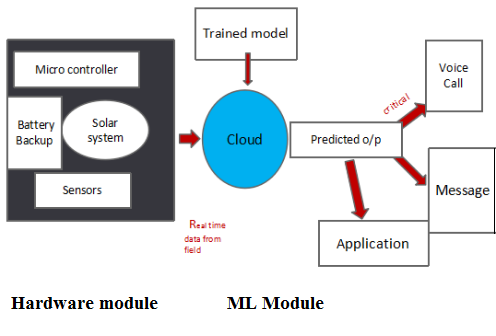 Trained model
Micro controller
Battery
Backup
Solar
system
Sensors
Cloud
Predicted o/p
critical
Voice
Call
Message
Application
Real time
data from
field
Hardware module
ML Module